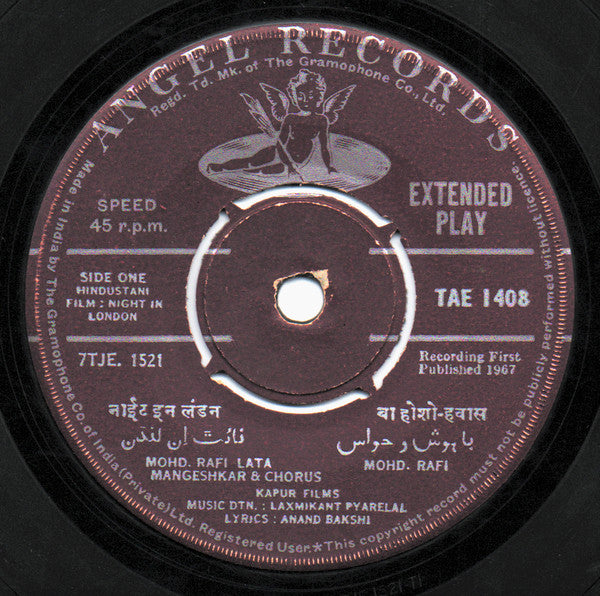 ANGEL RECORDS
Regd. Td. Mk. of The Gramophone Co., Ltd.
SPEED
45 r.p.m.
EXTENDED
PLAY
SIDE ONE
HINDUSTANI
FILM : NIGHT IN
LONDON
TAE 1408
7TJE. 1521
Recording First
Published 1967
नाईट इन लंडन
बा होशो-हवास
نائٹ اِن لندن
باہوش و حواس
MOHD. RAFI LATA
MANGESHKAR & CHORUS
MOHD. RAFI
KAPUR FILMS
MUSIC DTN. : LAXMIKANT PYARELAL
LYRICS : ANAND BAKSHI
Made in India by The Gramophone Co. of India (Private) Ltd. Registered User.★This copyright record must not be publicly performed without licence.